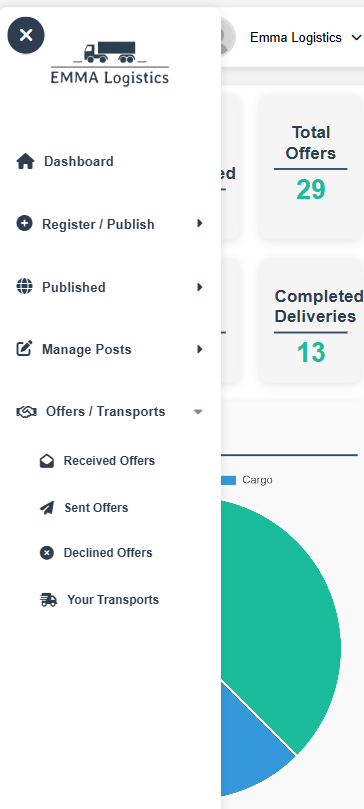 Emma Logistics
EMMA Logistics
Dashboard
Register / Publish
Published
Manage Posts
Offers / Transports
Received Offers
Sent Offers
Declined Offers
Your Transports
ed
Total
Offers
29
Completed
Deliveries
13
Cargo